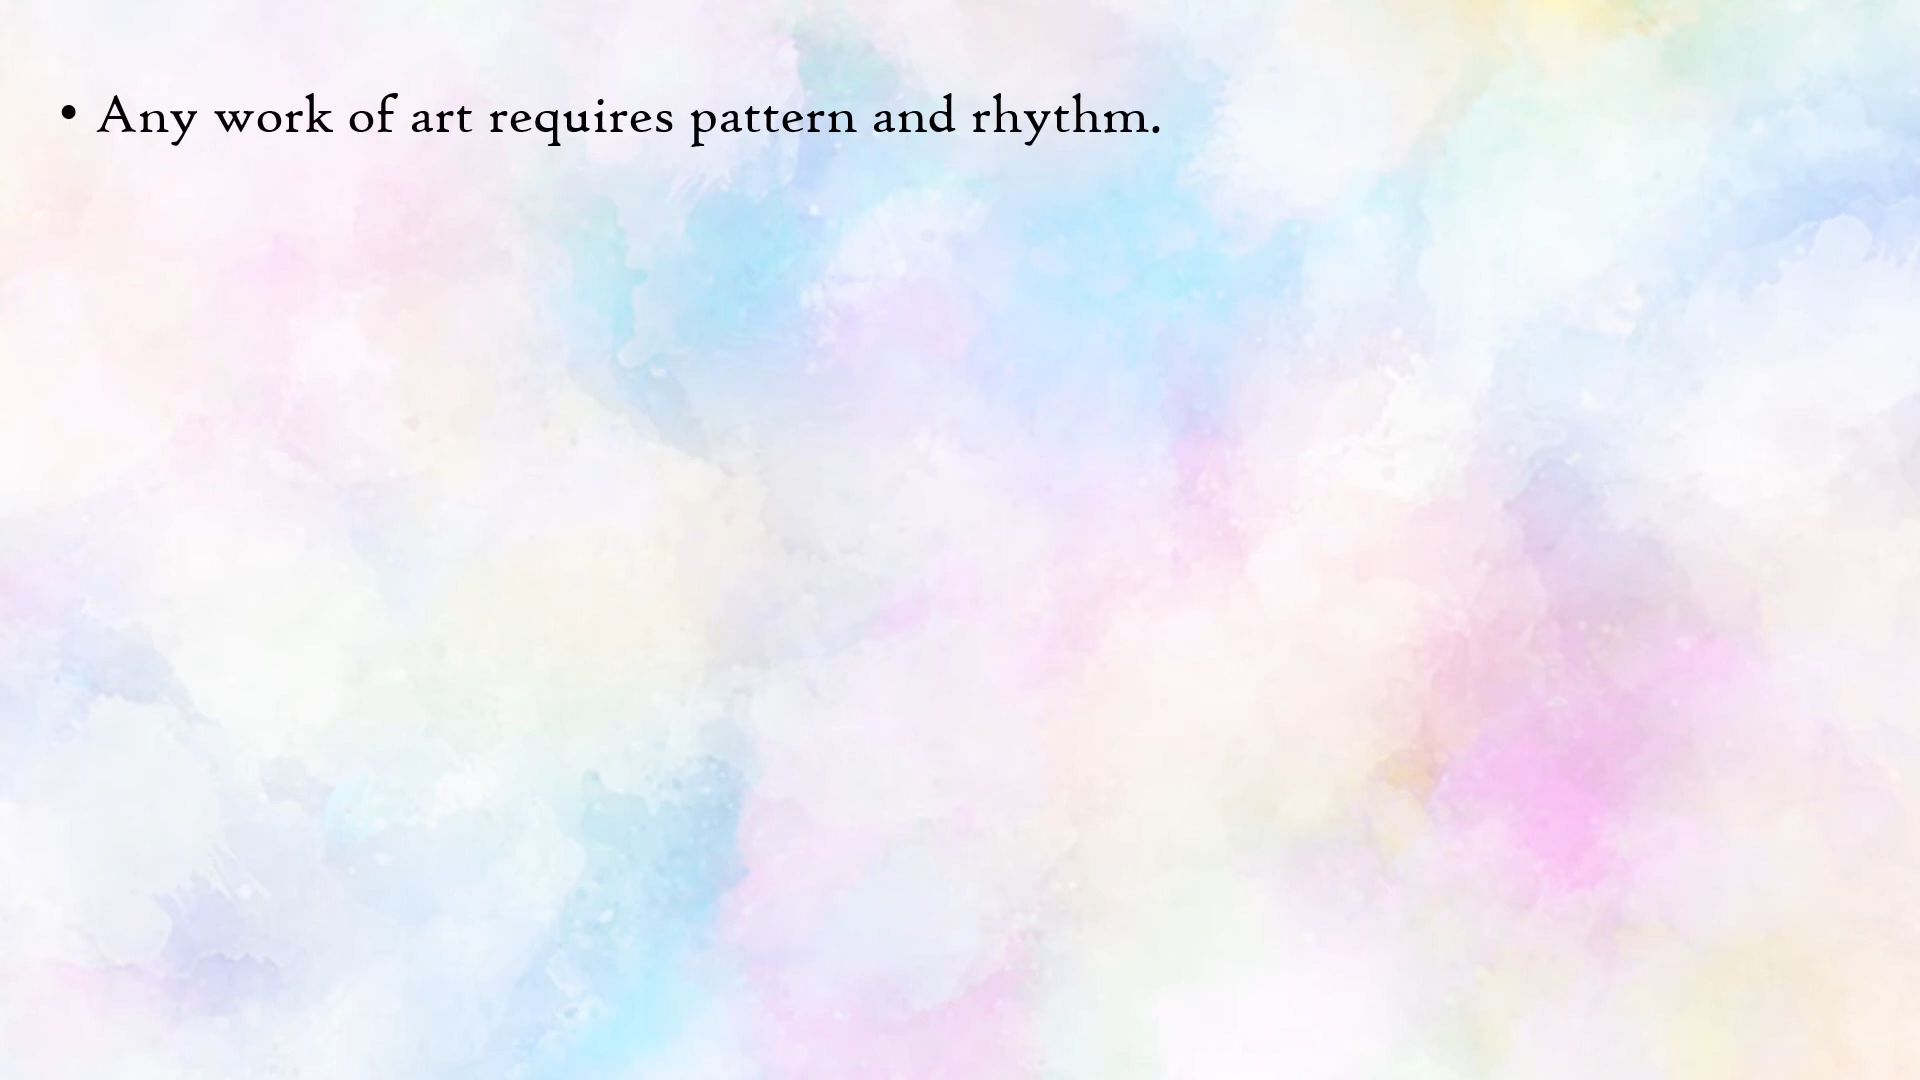 • Any work of art requires pattern and rhythm.